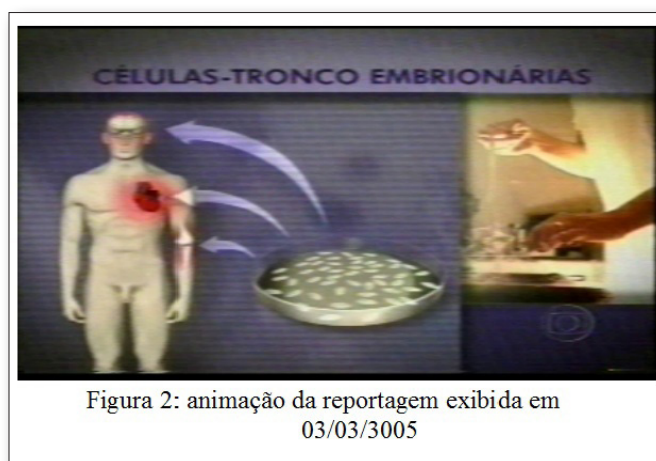 CÉLULAS-TRONCO EMBRIONÁRIAS
Figura 2: animação da reportagem exibida em
03/03/3005